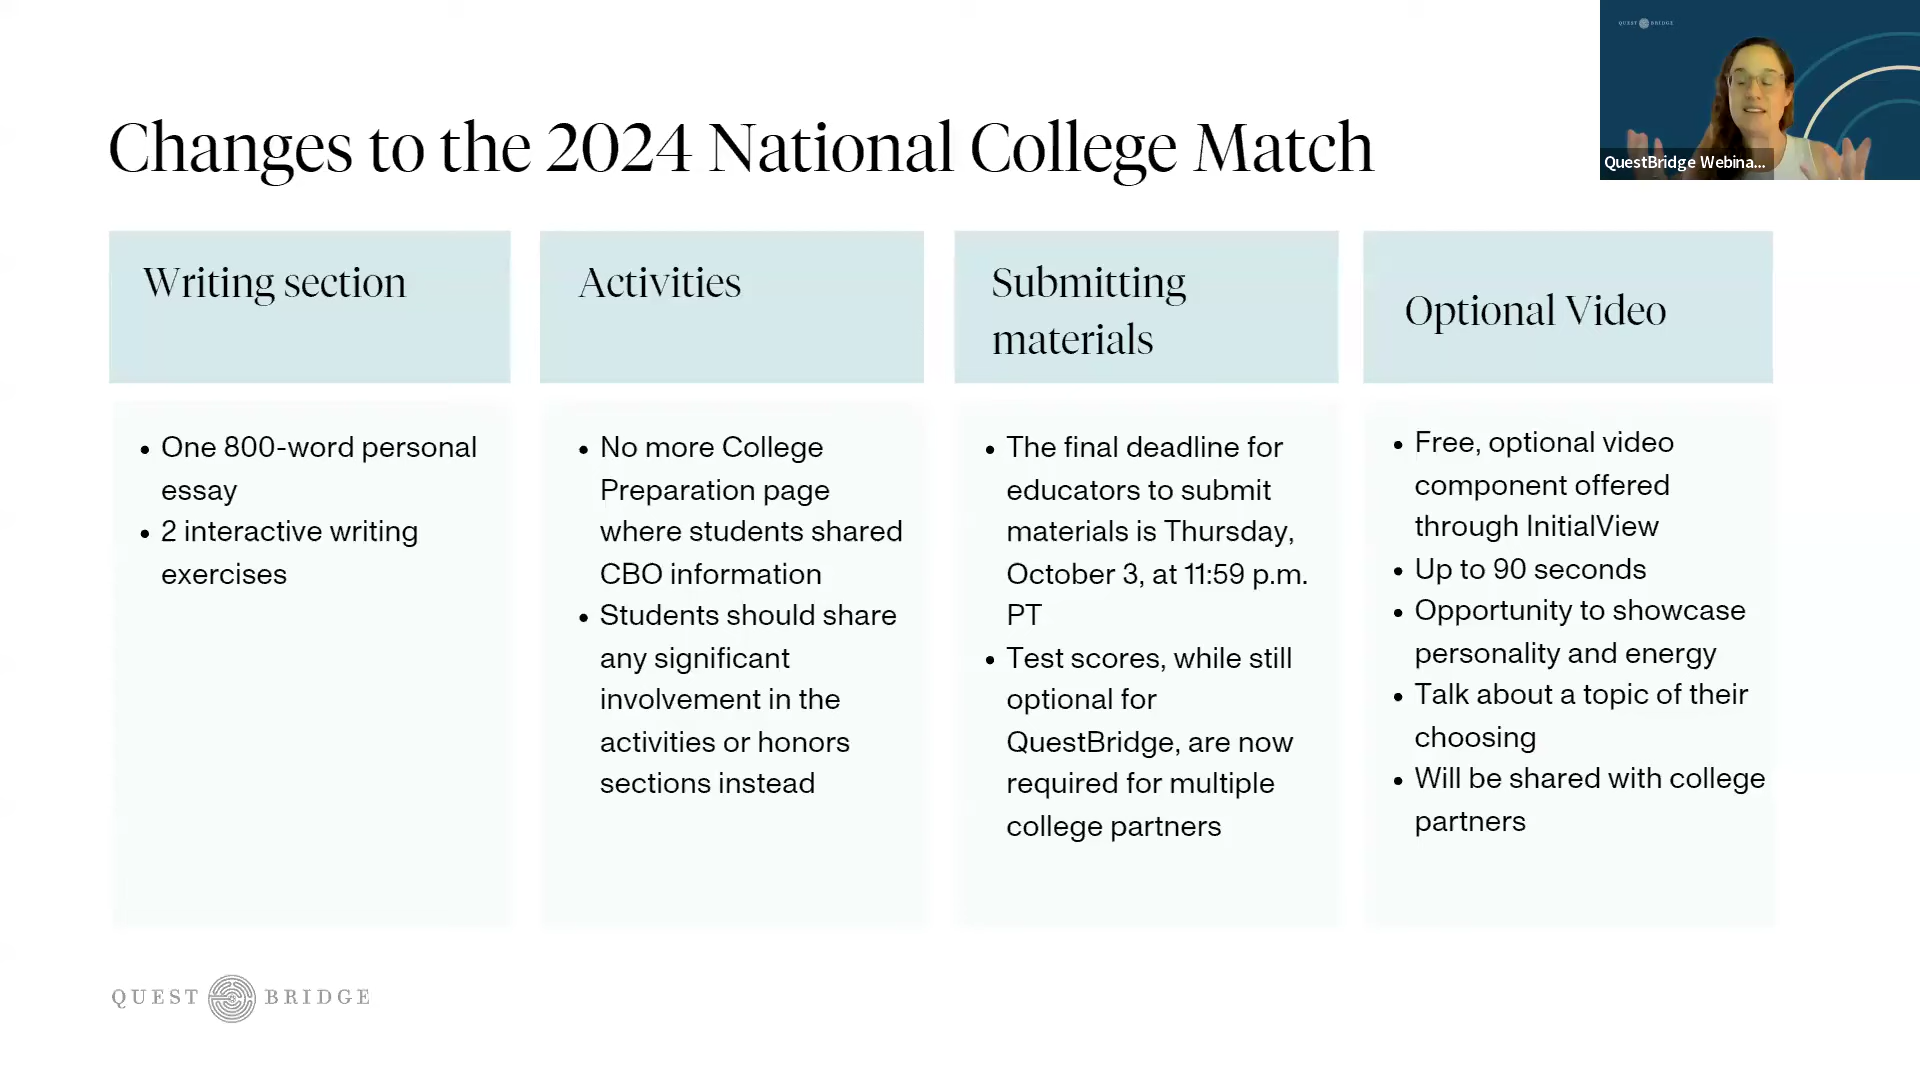 QUEST BRIDGE
QuestBridge Webina...
Changes to the 2024 National College Match
Writing section
• One 800-word personal
essay
• 2 interactive writing
exercises
Activities
• No more College
Preparation page
where students shared
CBO information
• Students should share
any significant
involvement in the
activities or honors
sections instead
Submitting
materials
• The final deadline for
educators to submit
materials is Thursday,
October 3, at 11:59 p.m.
PT
• Test scores, while still
optional for
QuestBridge, are now
required for multiple
college partners
Optional Video
• Free, optional video
component offered
through InitialView
• Up to 90 seconds
• Opportunity to showcase
personality and energy
• Talk about a topic of their
choosing
• Will be shared with college
partners
QUEST BRIDGE